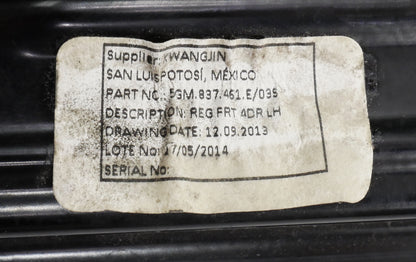 Supplier: KWANGJIN
SAN LUIS POTOSÍ, MÉXICO
PART NO.: 5GM.837.461.E/035
DESCRIPTION: REG FRT 4DR LH
DRAWING DATE: 12.09.2013
LOTE No: 17/05/2014
SERIAL No: